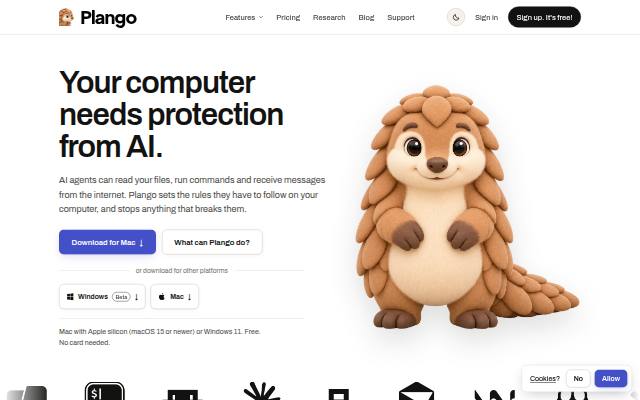 Plango
Features
Pricing
Research
Blog
Support
Sign in
Sign up. It's free!
Your computer
needs protection
from AI.
AI agents can read your files, run commands and receive messages
from the internet. Plango sets the rules they have to follow on your
computer, and stops anything that breaks them.
Download for Mac ↓
What can Plango do?
or download for other platforms
Windows Beta ↓
Mac ↓
Mac with Apple silicon (macOS 15 or newer) or Windows 11. Free.
No card needed.
$
Cookies?
No
Allow